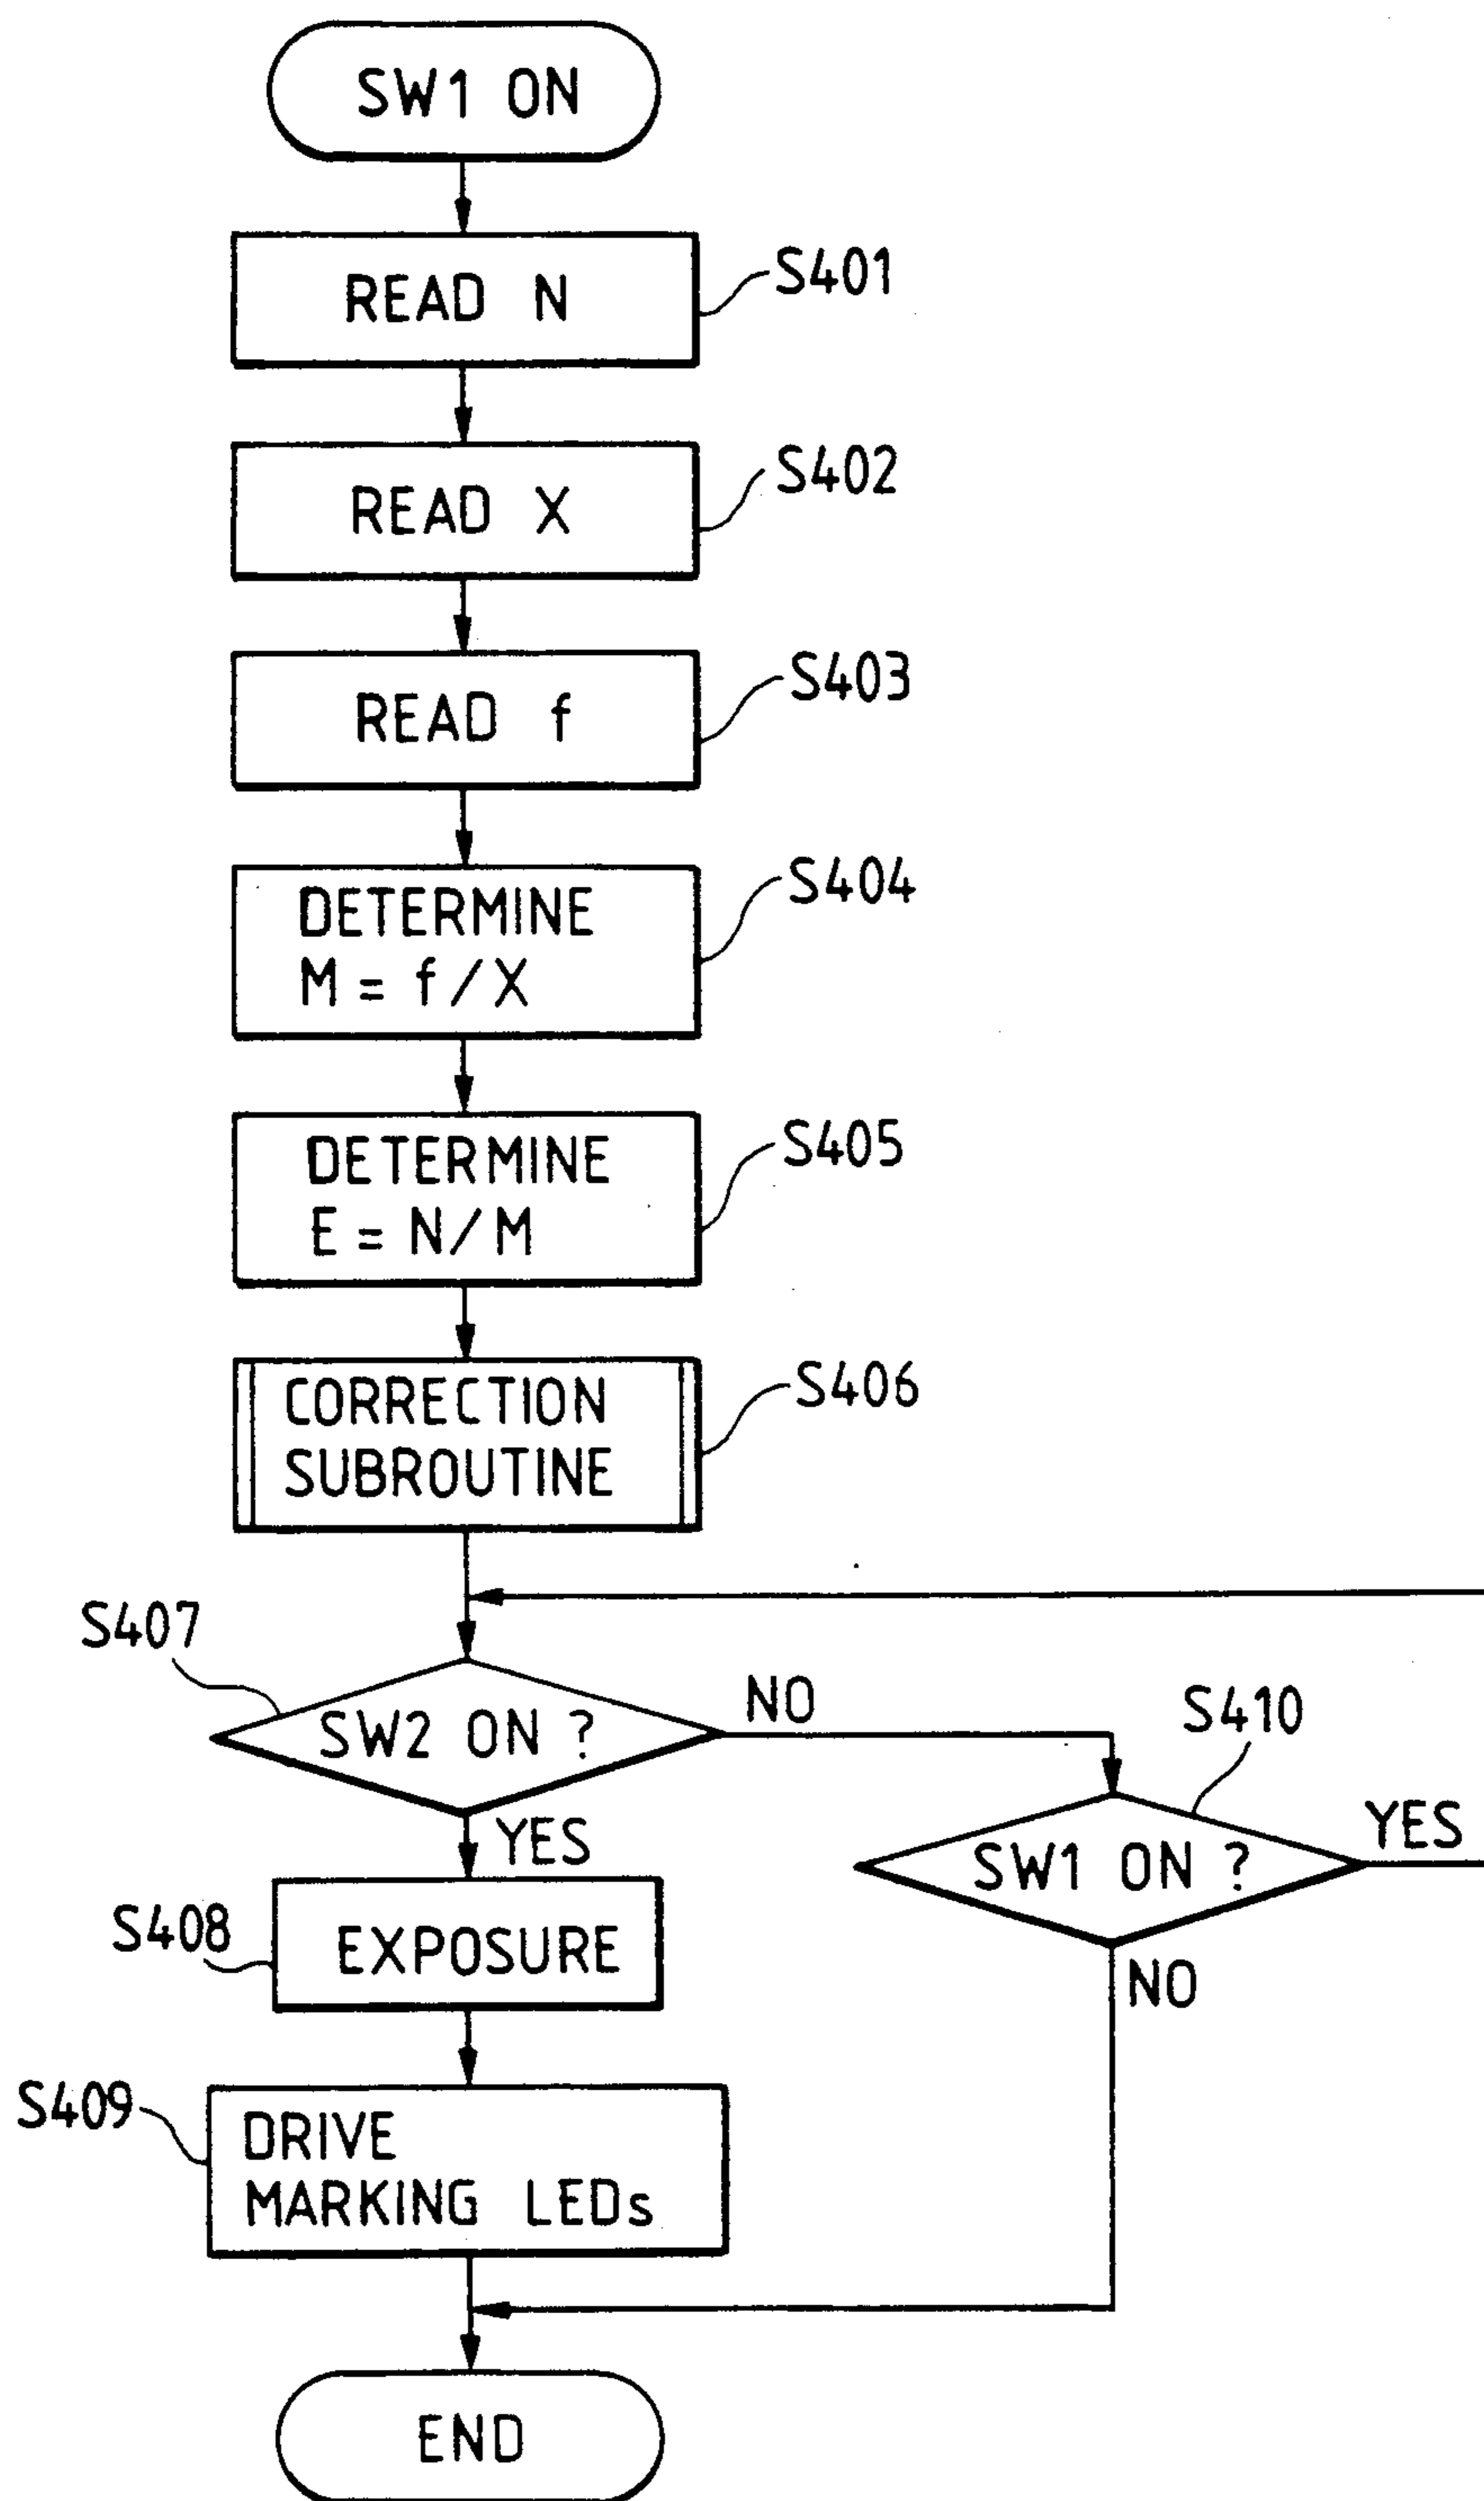 SW1 ON
READ N
S401
READ X
S402
READ f
S403
DETERMINE
M = f/X
S404
DETERMINE
E = N/M
S405
CORRECTION
SUBROUTINE
S406
S407
SW2 ON ?
NO
S410
YES
SW1 ON ?
YES
S408
EXPOSURE
NO
S409
DRIVE
MARKING LEDs
END